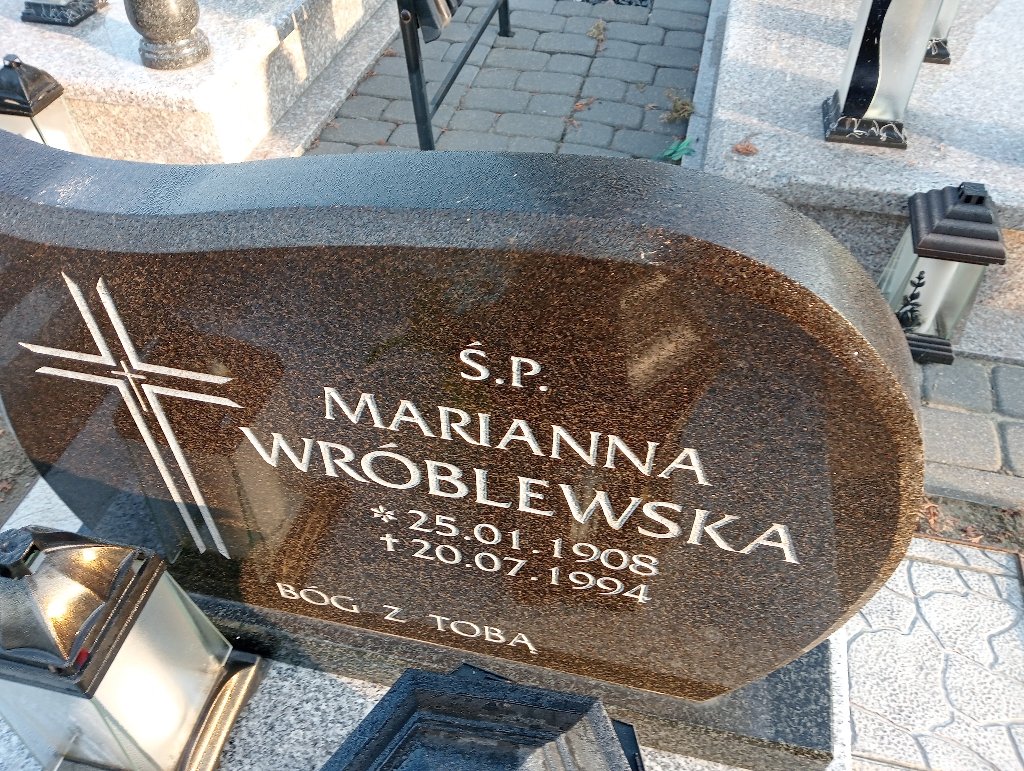 Ś.P.
MARIANNA
WRÓBLEWSKA
* 25.01.1908
† 20.07.1994
BÓG Z TOBĄ